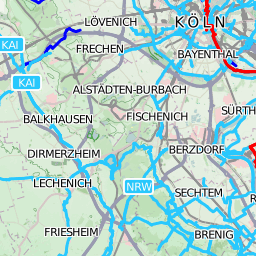 LÖVENICH
KÖLN
KAI
FRECHEN
BAYENTHAL
KAI
ALSTÄDTEN-BURBACH
BALKHAUSEN
FISCHENICH
SÜRTH
DIRMERZHEIM
BERZDORF
LECHENICH
NRW
SECHTEM
FRIESHEIM
BRENIG